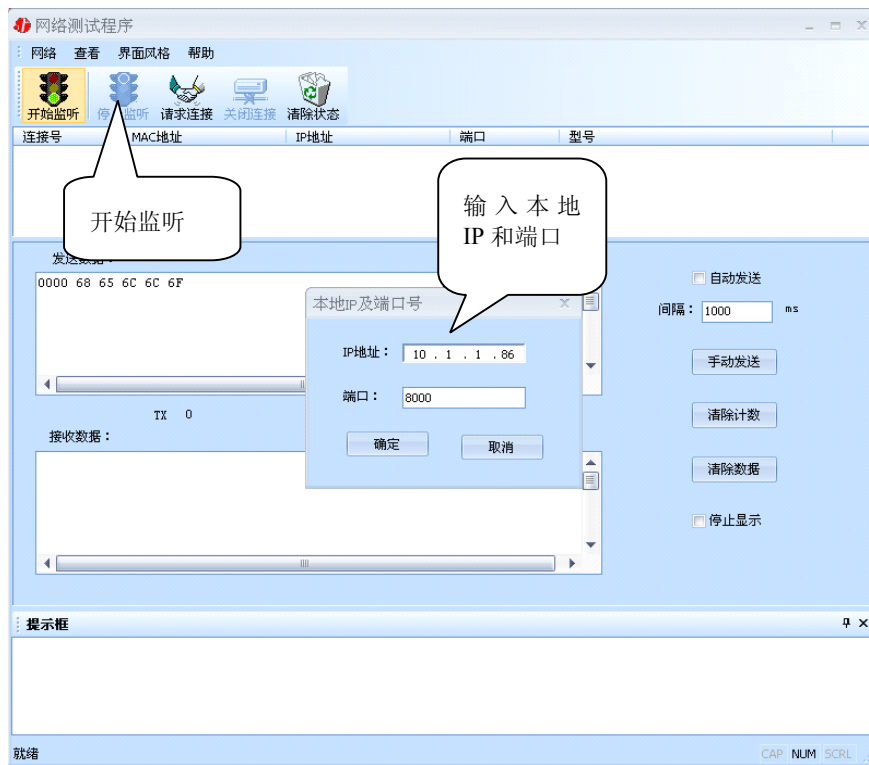 网络测试程序
网络 查看 界面风格 帮助
开始监听 停 监听 请求连接 关闭连接 清除状态
连接号 MAC地址 IP地址 端口 型号
开始监听
输入本地
IP 和端口
发送数据：
0000 68 65 6C 6C 6F
自动发送
间隔： 1000 ms
本地IP及端口号
IP地址： 10 . 1 . 1 . 86
端口： 8000
确定 取消
手动发送
TX 0
清除计数
接收数据：
清除数据
停止显示
提示框
就绪 CAP NUM SCRL